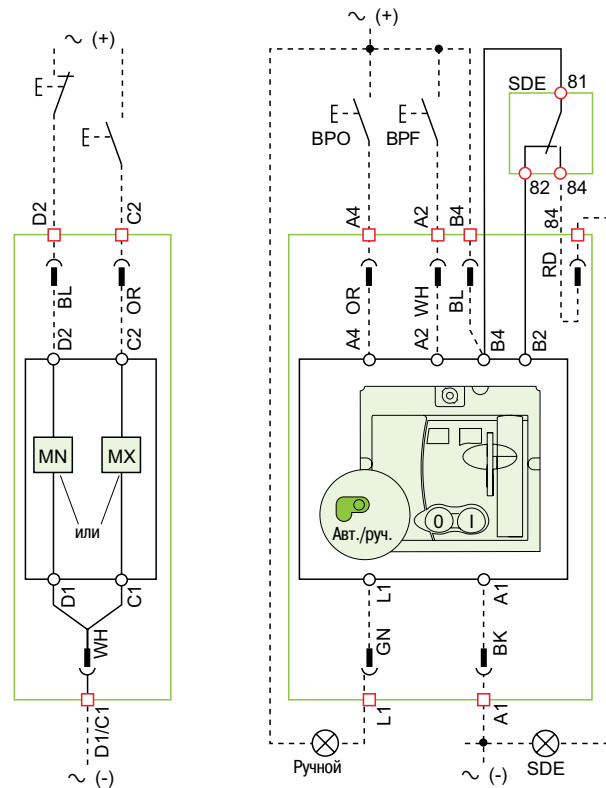 ∼ (+)
D2
C2
BL
OR
D2
C2
MN
MX
или
D1
C1
WH
D1/C1
∼ (-)
∼ (+)
BPO
BPF
SDE
81
82
84
A4
A2
B4
84
OR
WH
BL
RD
A4
A2
B4
B2
Авт./руч.
O
I
L1
A1
GN
BK
L1
A1
Ручной
∼ (-)
SDE